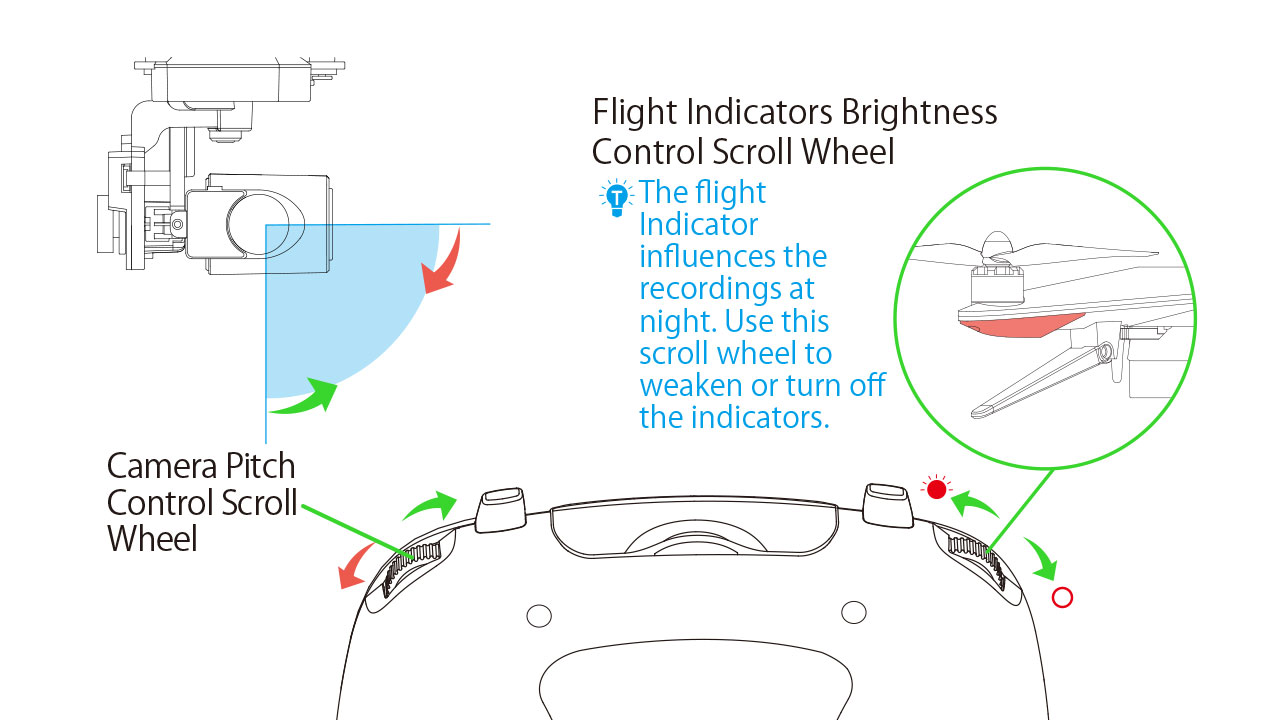 Flight Indicators Brightness
Control Scroll Wheel
T
The flight
Indicator
influences the
recordings at
night. Use this
scroll wheel to
weaken or turn off
the indicators.
Camera Pitch
Control Scroll
Wheel